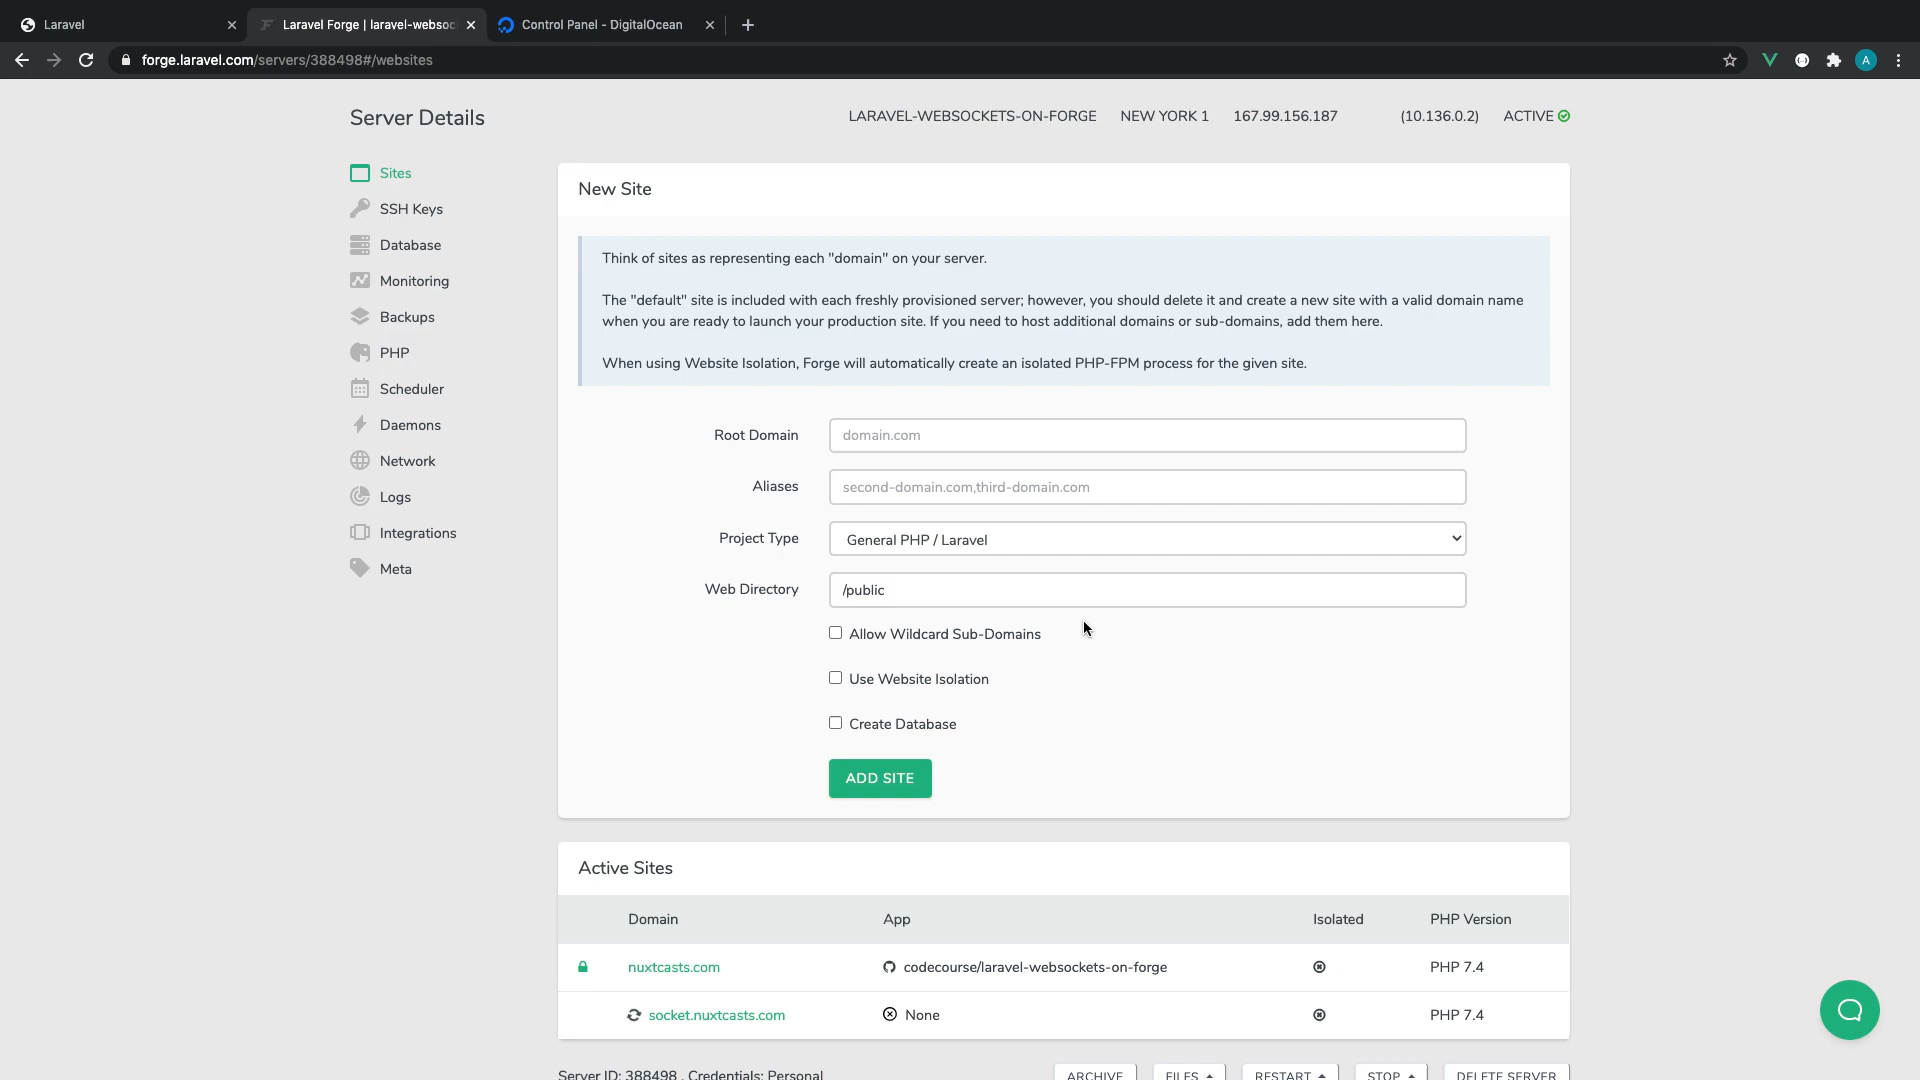 Laravel
Laravel Forge | laravel-websoc
Control Panel - DigitalOcean
forge.laravel.com/servers/388498#/websites
A
Server Details
LARAVEL-WEBSOCKETS-ON-FORGE NEW YORK 1 167.99.156.187 (10.136.0.2) ACTIVE
Sites
SSH Keys
Database
Monitoring
Backups
PHP
Scheduler
Daemons
Network
Logs
Integrations
Meta
New Site
Think of sites as representing each "domain" on your server.
The "default" site is included with each freshly provisioned server; however, you should delete it and create a new site with a valid domain name
when you are ready to launch your production site. If you need to host additional domains or sub-domains, add them here.
When using Website Isolation, Forge will automatically create an isolated PHP-FPM process for the given site.
Root Domain domain.com
Aliases second-domain.com,third-domain.com
Project Type General PHP / Laravel
Web Directory /public
Allow Wildcard Sub-Domains
Use Website Isolation
Create Database
ADD SITE
Active Sites
Domain App Isolated PHP Version
nuxtcasts.com codecourse/laravel-websockets-on-forge PHP 7.4
socket.nuxtcasts.com None PHP 7.4
Server ID: 388498 . Credentials: Personal ARCHIVE FILES RESTART STOP DELETE SERVER